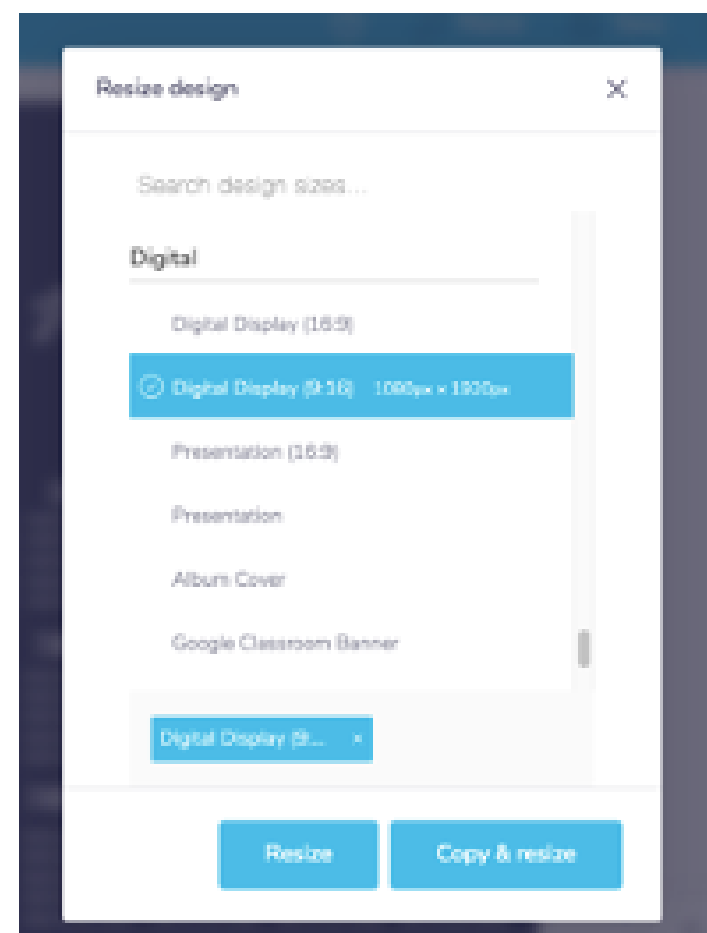 Resize design
Search design sizes...
Digital
Digital Display (16:9)
Digital Display (9:16) 1080px × 1920px
Presentation (16:9)
Presentation
Album Cover
Google Classroom Banner
Digital Display (9:... ×
Resize Copy & resize